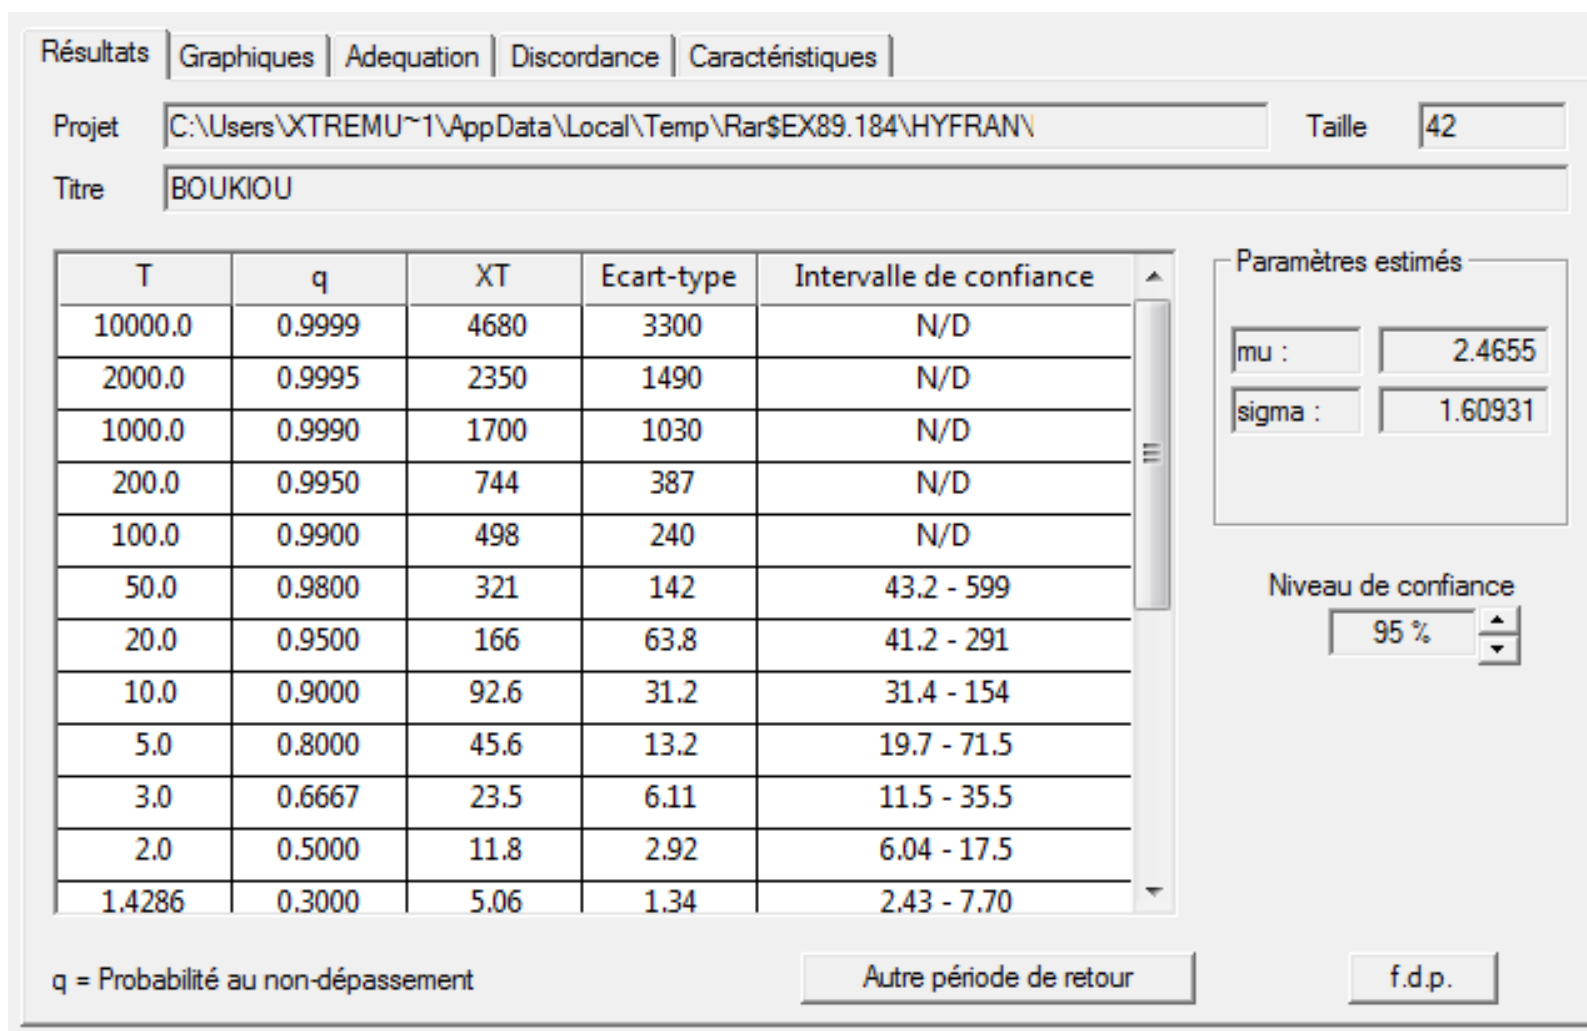 Résultats Graphiques Adequation Discordance Caractéristiques
Projet C:\Users\XTREMU~1\AppData\Local\Temp\Rar$EX89.184\HYFRAN\ Taille 42
Titre BOUKIOU
T q XT Ecart-type Intervalle de confiance
10000.0 0.9999 4680 3300 N/D
2000.0 0.9995 2350 1490 N/D
1000.0 0.9990 1700 1030 N/D
200.0 0.9950 744 387 N/D
100.0 0.9900 498 240 N/D
50.0 0.9800 321 142 43.2 - 599
20.0 0.9500 166 63.8 41.2 - 291
10.0 0.9000 92.6 31.2 31.4 - 154
5.0 0.8000 45.6 13.2 19.7 - 71.5
3.0 0.6667 23.5 6.11 11.5 - 35.5
2.0 0.5000 11.8 2.92 6.04 - 17.5
1.4286 0.3000 5.06 1.34 2.43 - 7.70
Paramètres estimés
mu : 2.4655
sigma : 1.60931
Niveau de confiance
95 %
q = Probabilité au non-dépassement
Autre période de retour
f.d.p.